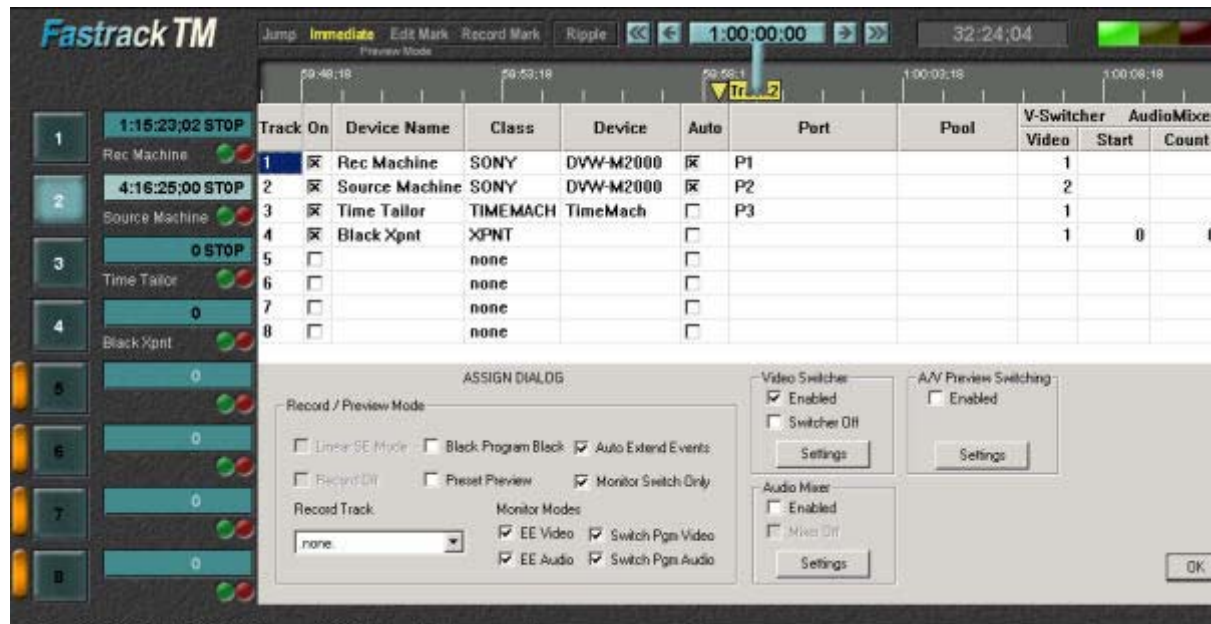 Fastrack TM
Jump Immediate Edit Mark Record Mark Ripple 1:00:00:00 32:24;04
Preview Mode
59:48;18 59:53;18 59:58;1 1:00:03;18 1:00:08;18
1 1:15:23;02 STOP
Rec Machine
2 4:16:25;00 STOP
Source Machine
3 0 STOP
Time Tailor
4 0
Black Xpnt
5 0
6 0
7 0
8 0
V-Switcher AudioMixe
Track On Device Name Class Device Auto Port Pool Video Start Count
1 Rec Machine SONY DVW-M2000 P1 1
2 Source Machine SONY DVW-M2000 P2 2
3 Time Tailor TIMEMACH TimeMach P3 1
4 Black Xpnt XPNT 1 0
5 none
6 none
7 none
8 none
ASSIGN DIALOG
Record / Preview Mode
Linear SE Mode Black Program Black Auto Extend Events
Record Off Preset Preview Monitor Switch Only
Record Track Monitor Modes
none EE Video Switch Pgm Video
EE Audio Switch Pgm Audio
Video Switcher
Enabled
Switcher Off
Settings
A/V Preview Switching
Enabled
Settings
Audio Mixer
Enabled
Mixer Off
Settings
OK